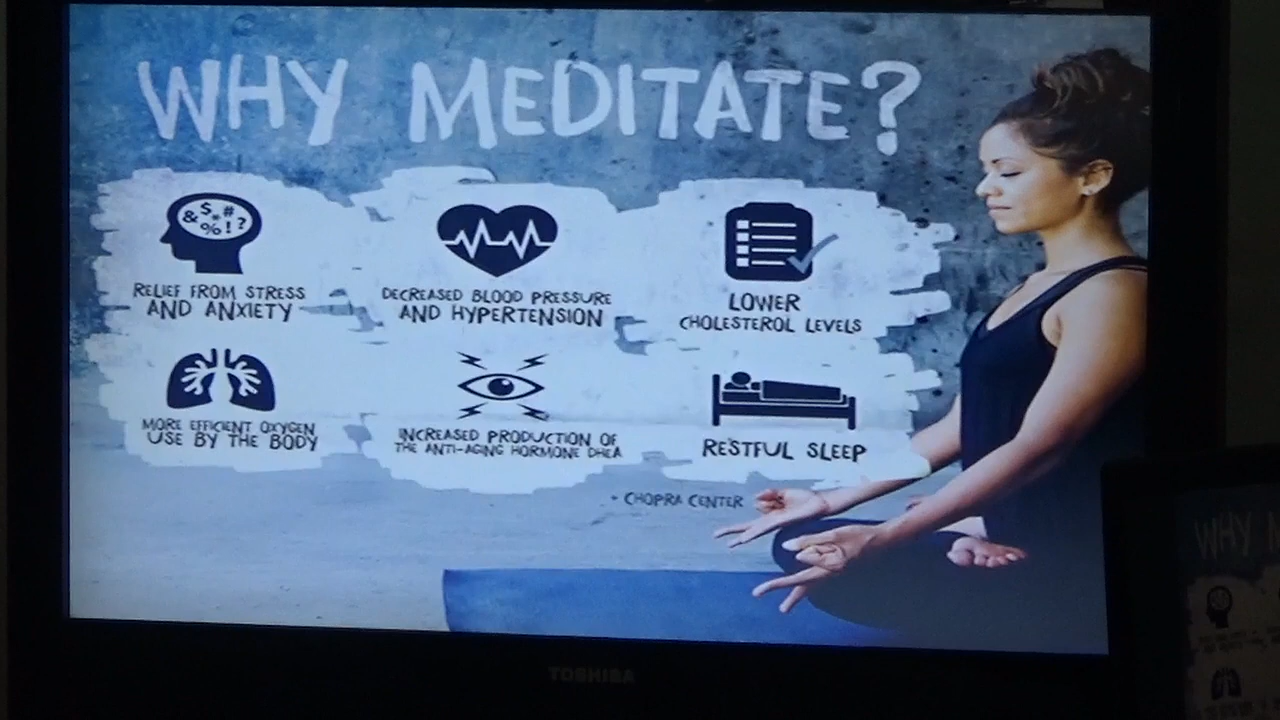 WHY MEDITATE?
&$*#%!?
RELIEF FROM STRESS
AND ANXIETY
DECREASED BLOOD PRESSURE
AND HYPERTENSION
LOWER
CHOLESTEROL LEVELS
MORE EFFICIENT OXYGEN
USE BY THE BODY
INCREASED PRODUCTION OF
THE ANTI-AGING HORMONE DHEA
RESTFUL SLEEP
- CHOPRA CENTER
TOSHIBA
WHY